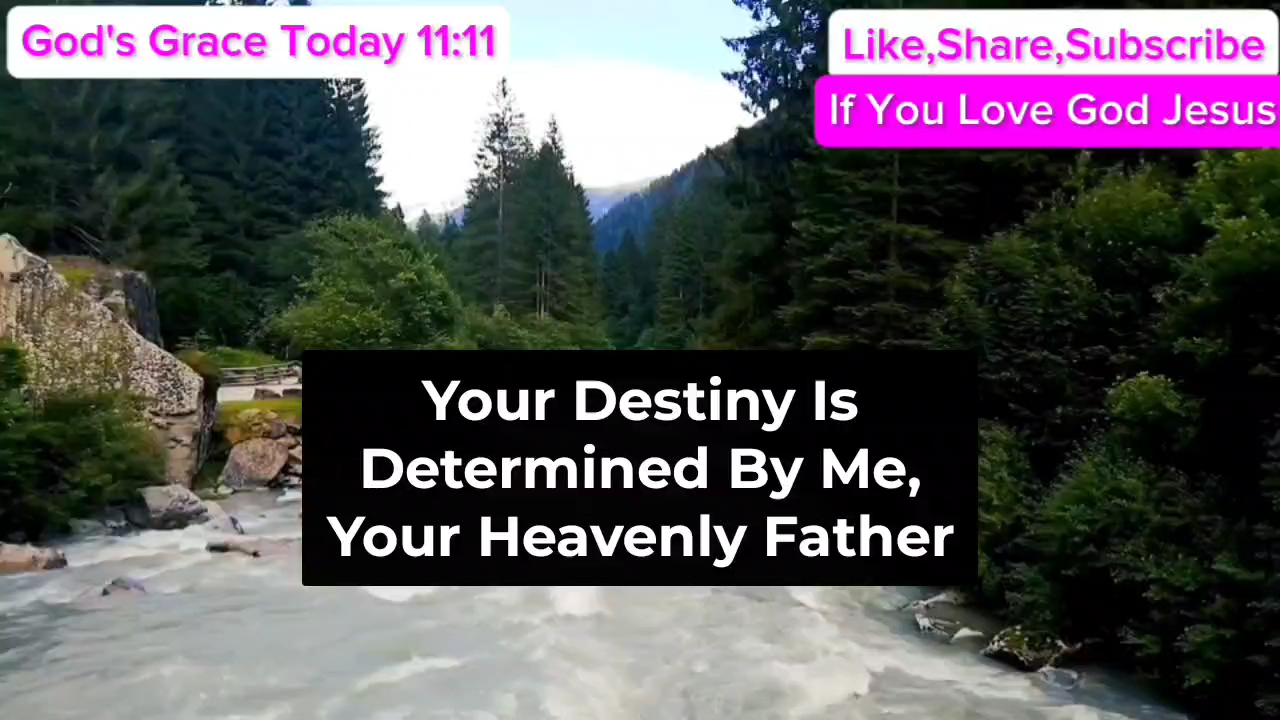 God's Grace Today 11:11
Like,Share,Subscribe
If You Love God Jesus
Your Destiny Is
Determined By Me,
Your Heavenly Father